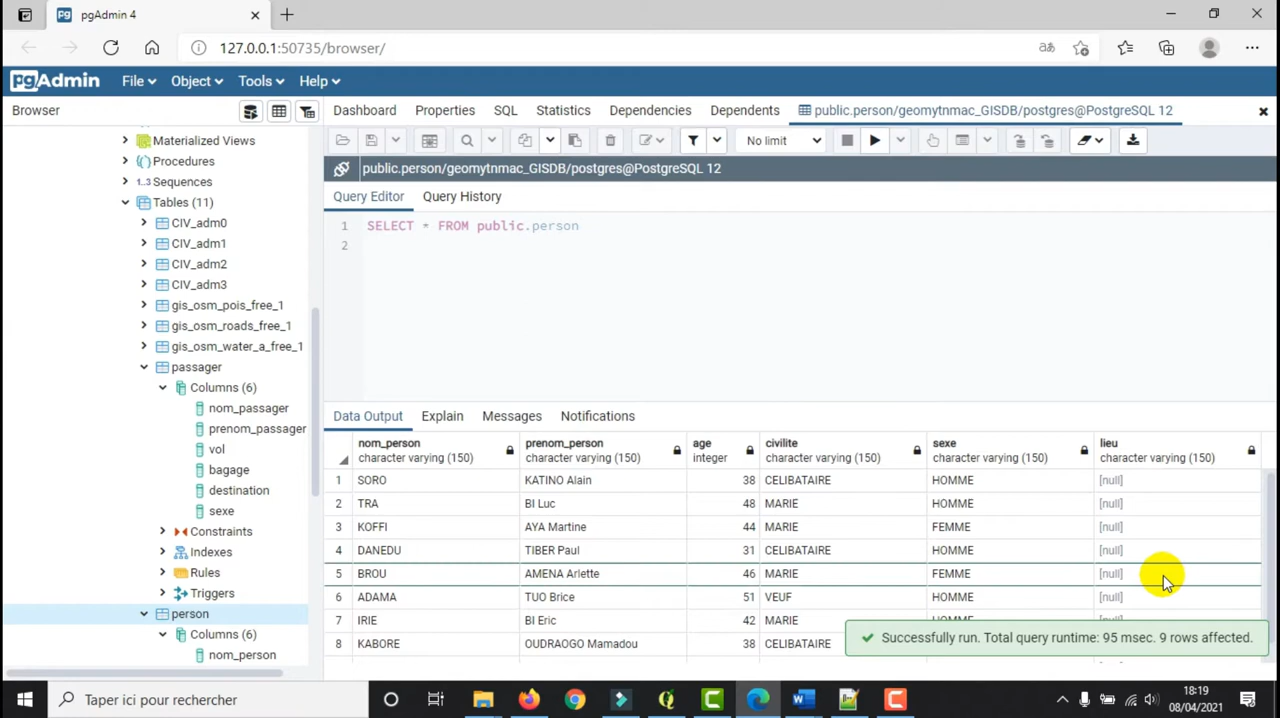 pgAdmin 4
127.0.0.1:50735/browser/
pgAdmin File Object Tools Help
Browser
Dashboard Properties SQL Statistics Dependencies Dependents public.person/geomytnmac_GISDB/postgres@PostgreSQL 12
No limit
public.person/geomytnmac_GISDB/postgres@PostgreSQL 12
Query Editor Query History
1 SELECT * FROM public.person
2
Materialized Views
Procedures
1..3 Sequences
Tables (11)
CIV_adm0
CIV_adm1
CIV_adm2
CIV_adm3
gis_osm_pois_free_1
gis_osm_roads_free_1
gis_osm_water_a_free_1
passager
Columns (6)
nom_passager
prenom_passager
vol
bagage
destination
sexe
Constraints
Indexes
Rules
Triggers
person
Columns (6)
nom_person
Data Output Explain Messages Notifications
nom_person prenom_person age civilite sexe lieu
character varying (150) character varying (150) integer character varying (150) character varying (150) character varying (150)
1 SORO KATINO Alain 38 CELIBATAIRE HOMME [null]
2 TRA BI Luc 48 MARIE HOMME [null]
3 KOFFI AYA Martine 44 MARIE FEMME [null]
4 DANEDU TIBER Paul 31 CELIBATAIRE HOMME [null]
5 BROU AMENA Arlette 46 MARIE FEMME [null]
6 ADAMA TUO Brice 51 VEUF HOMME [null]
7 IRIE BI Eric 42 MARIE
8 KABORE OUDRAOGO Mamadou 38 CELIBATAIRE
Successfully run. Total query runtime: 95 msec. 9 rows affected.
Taper ici pour rechercher
18:19
08/04/2021